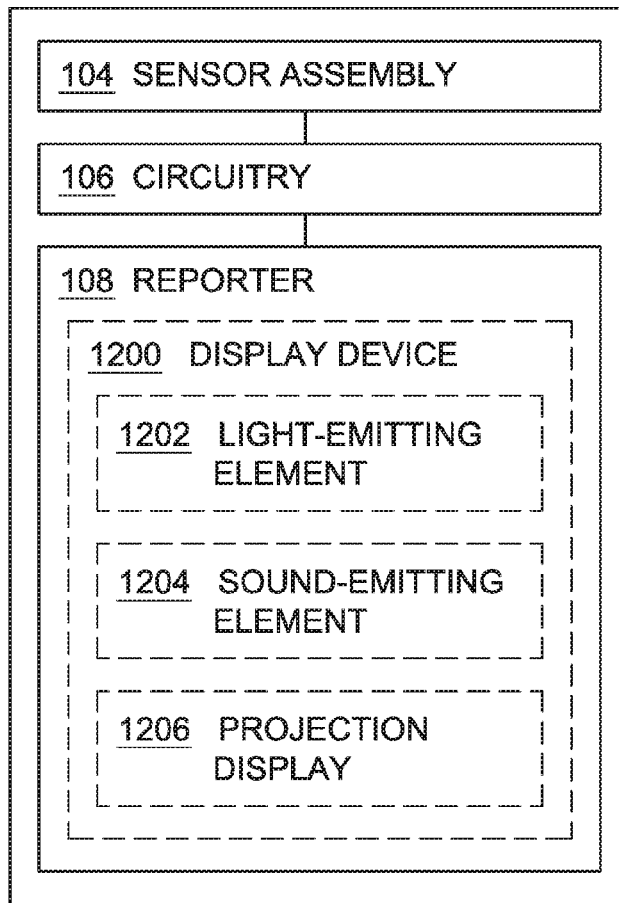 104 SENSOR ASSEMBLY
106 CIRCUITRY
108 REPORTER
1200 DISPLAY DEVICE
1202 LIGHT-EMITTING
ELEMENT
1204 SOUND-EMITTING
ELEMENT
1206 PROJECTION
DISPLAY